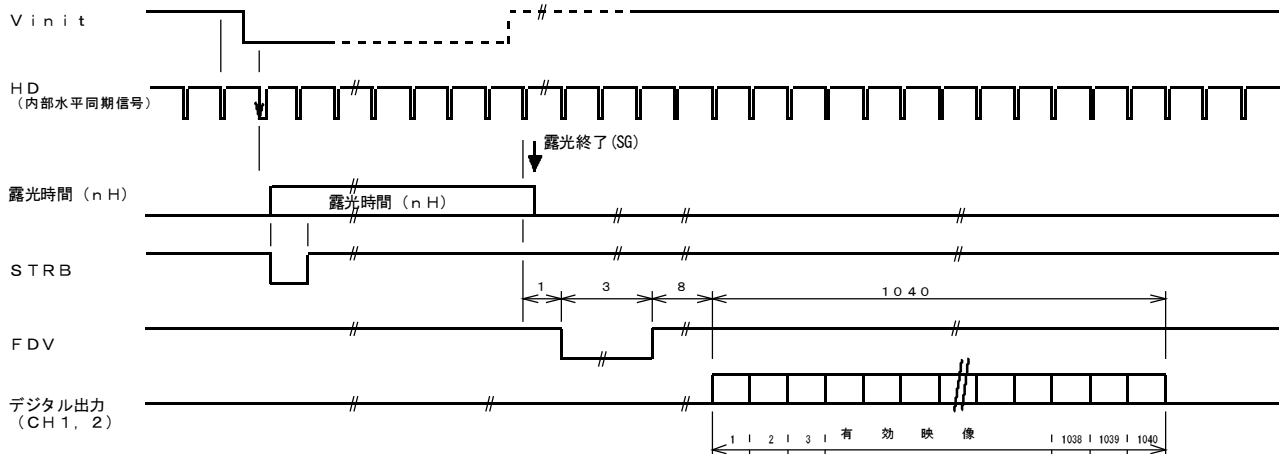 Ｖｉｎｉｔ
ＨＤ
（内部水平同期信号）
露光終了(SG)
露光時間（ｎＨ）
露光時間（ｎＨ）
ＳＴＲＢ
１
３
８
１０４０
ＦＤＶ
デジタル出力
（ＣＨ１，２）
1 2 3 有効映像 1038 1039 1040